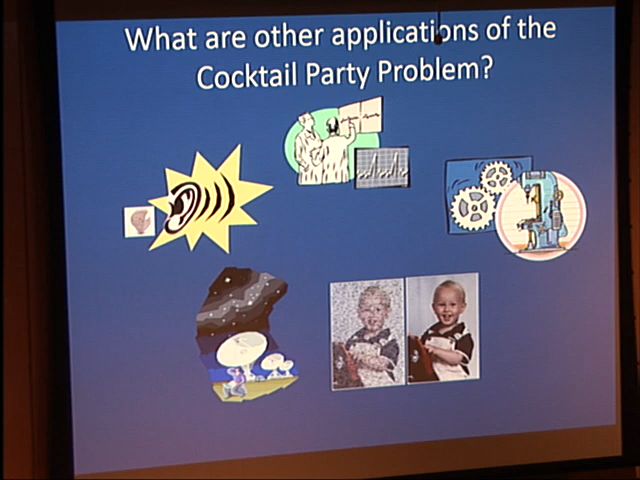 What are other applications of the
Cocktail Party Problem?